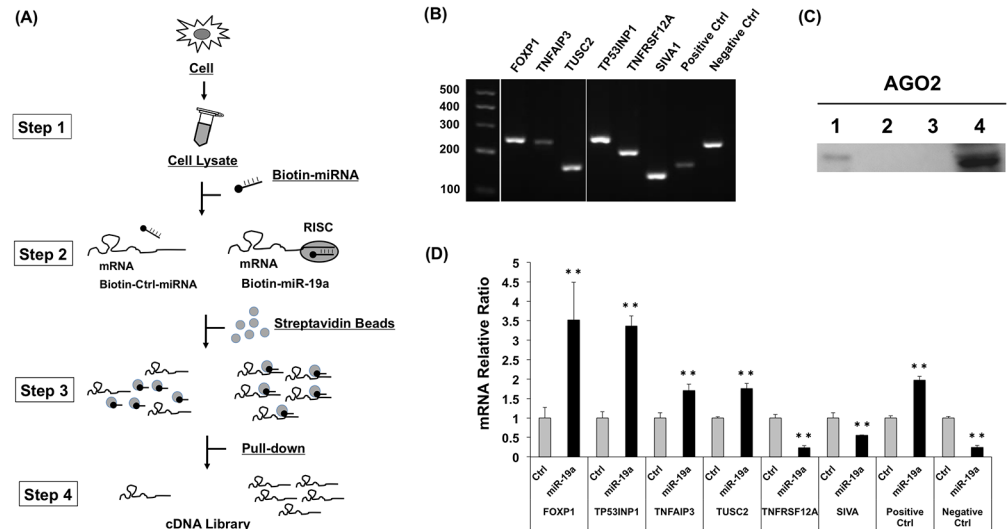 (A)
Cell
Step 1
Cell Lysate
Biotin-miRNA
Step 2
RISC
mRNA
mRNA
Biotin-Ctrl-miRNA
Biotin-miR-19a
Streptavidin Beads
Step 3
Pull-down
Step 4
cDNA Library
(B)
FOXP1
TNFAIP3
TUSC2
TP53INP1
TNFRSF12A
SIVA1
Positive Ctrl
Negative Ctrl
500
400
300
200
100
(C)
AGO2
1 2 3 4
(D)
mRNA Relative Ratio
5
4.5
4
3.5
3
2.5
2
1.5
1
0.5
0
** ** ** ** ** ** ** **
Ctrl miR-19a Ctrl miR-19a Ctrl miR-19a Ctrl miR-19a Ctrl miR-19a Ctrl miR-19a Ctrl miR-19a Ctrl miR-19a
FOXP1 TP53INP1 TNFAIP3 TUSC2 TNFRSF12A SIVA Positive Ctrl Negative Ctrl